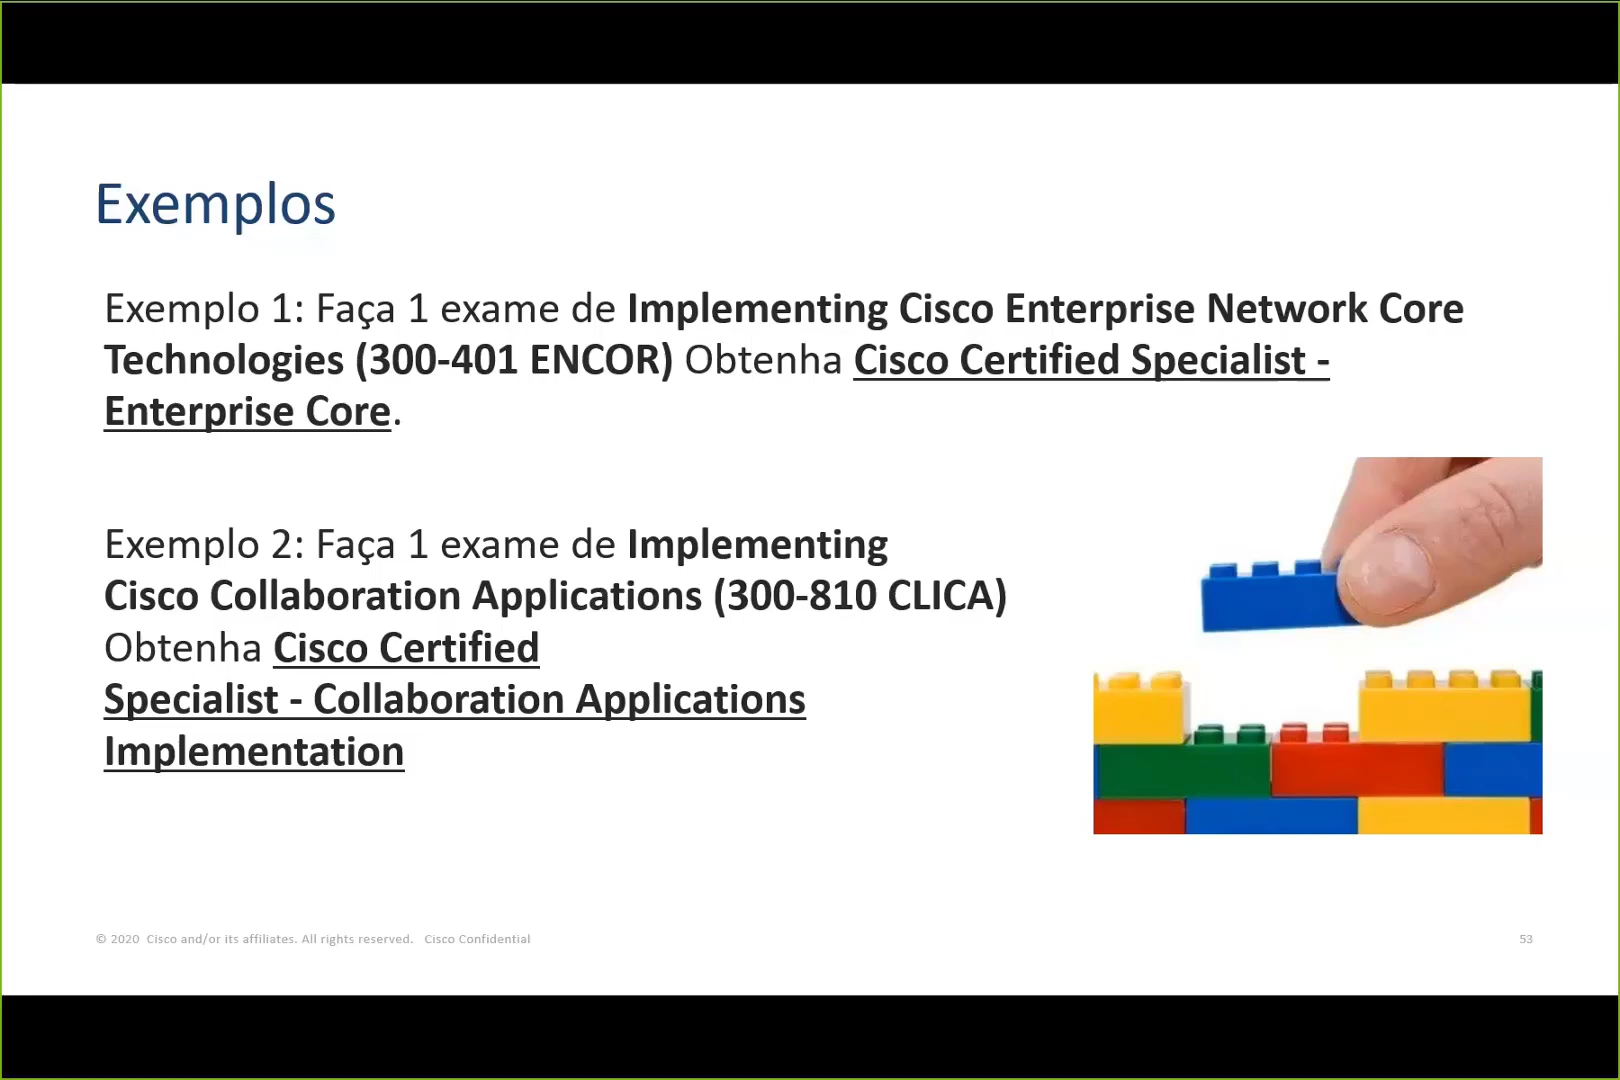 Exemplos
Exemplo 1: Faça 1 exame de Implementing Cisco Enterprise Network Core
Technologies (300-401 ENCOR) Obtenha Cisco Certified Specialist -
Enterprise Core.
Exemplo 2: Faça 1 exame de Implementing
Cisco Collaboration Applications (300-810 CLICA)
Obtenha Cisco Certified
Specialist - Collaboration Applications
Implementation
© 2020 Cisco and/or its affiliates. All rights reserved. Cisco Confidential
53